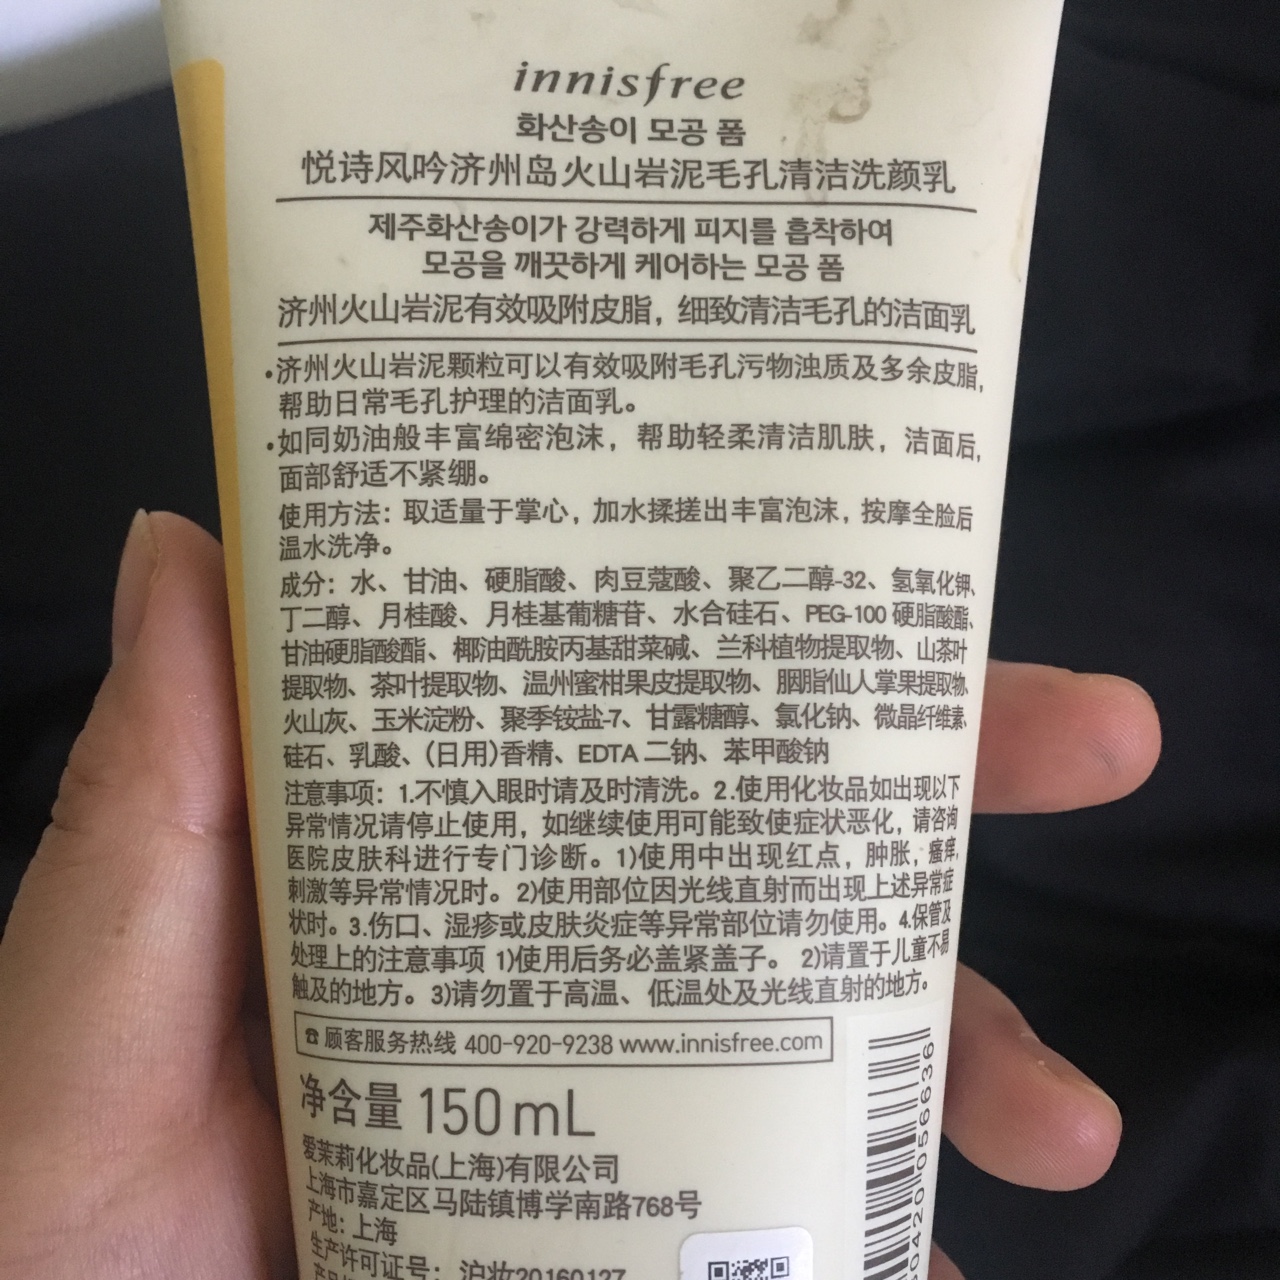 innisfree
화산송이 모공 폼
悦诗风吟济州岛火山岩泥毛孔清洁洗颜乳
제주화산송이가 강력하게 피지를 흡착하여
모공을 깨끗하게 케어하는 모공 폼
济州火山岩泥有效吸附皮脂，细致清洁毛孔的洁面乳
•济州火山岩泥颗粒可以有效吸附毛孔污物浊质及多余皮脂，
帮助日常毛孔护理的洁面乳。
•如同奶油般丰富绵密泡沫，帮助轻柔清洁肌肤，洁面后，
面部舒适不紧绷。
使用方法：取适量于掌心，加水揉搓出丰富泡沫，按摩全脸后
温水洗净。
成分：水、甘油、硬脂酸、肉豆蔻酸、聚乙二醇-32、氢氧化钾、
丁二醇、月桂酸、月桂基葡糖苷、水合硅石、PEG-100 硬脂酸酯、
甘油硬脂酸酯、椰油酰胺丙基甜菜碱、兰科植物提取物、山茶叶
提取物、茶叶提取物、温州蜜柑果皮提取物、胭脂仙人掌果提取物、
火山灰、玉米淀粉、聚季铵盐-7、甘露糖醇、氯化钠、微晶纤维素、
硅石、乳酸、(日用)香精、EDTA 二钠、苯甲酸钠
注意事项：1.不慎入眼时请及时清洗。2.使用化妆品如出现以下
异常情况请停止使用，如继续使用可能致使症状恶化，请咨询
医院皮肤科进行专门诊断。1)使用中出现红点，肿胀，瘙痒，
刺激等异常情况时。2)使用部位因光线直射而出现上述异常症
状时。3.伤口、湿疹或皮肤炎症等异常部位请勿使用。4.保管及
处理上的注意事项 1)使用后务必盖紧盖子。 2)请置于儿童不易
触及的地方。3)请勿置于高温、低温处及光线直射的地方。
☎顾客服务热线 400-920-9238 www.innisfree.com
净含量 150 mL
爱茉莉化妆品(上海)有限公司
上海市嘉定区马陆镇博学南路768号
产地：上海
生产许可证号：沪妆20160127
0420 056636